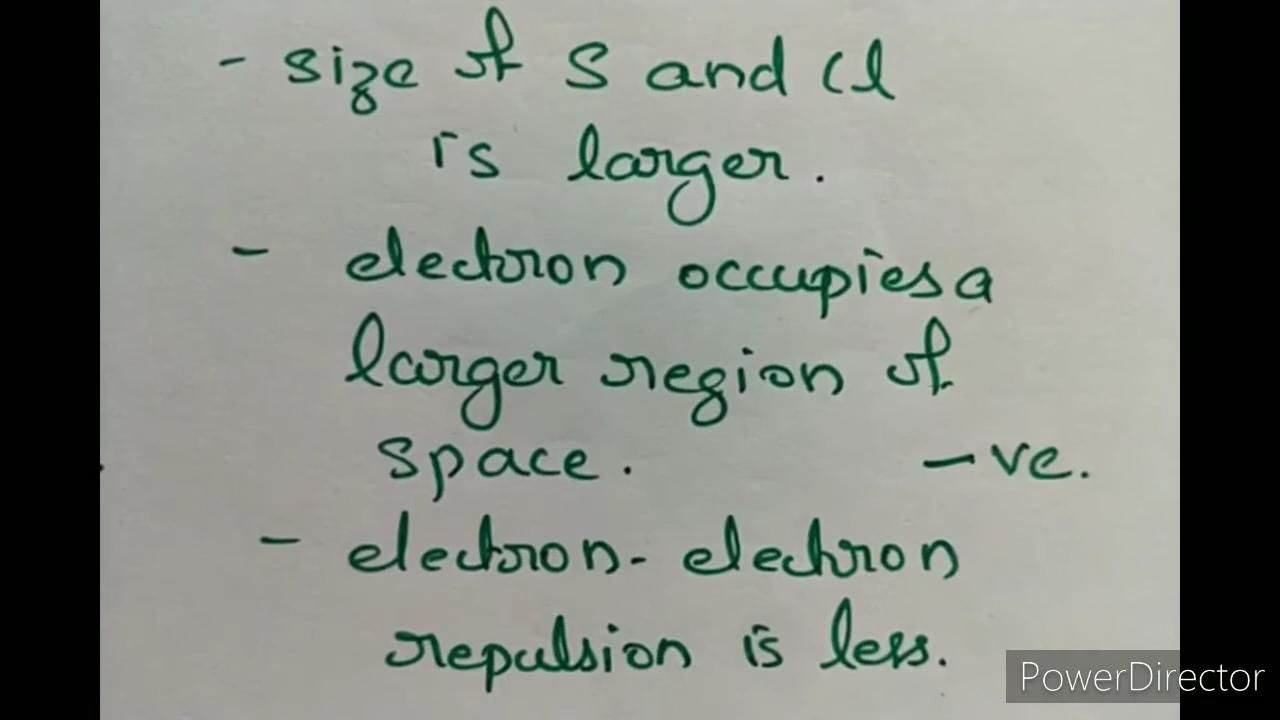 - size of S and Cl
is larger.
- electron occupies a
larger region of
space. -ve.
- electron-electron
repulsion is less.
PowerDirector